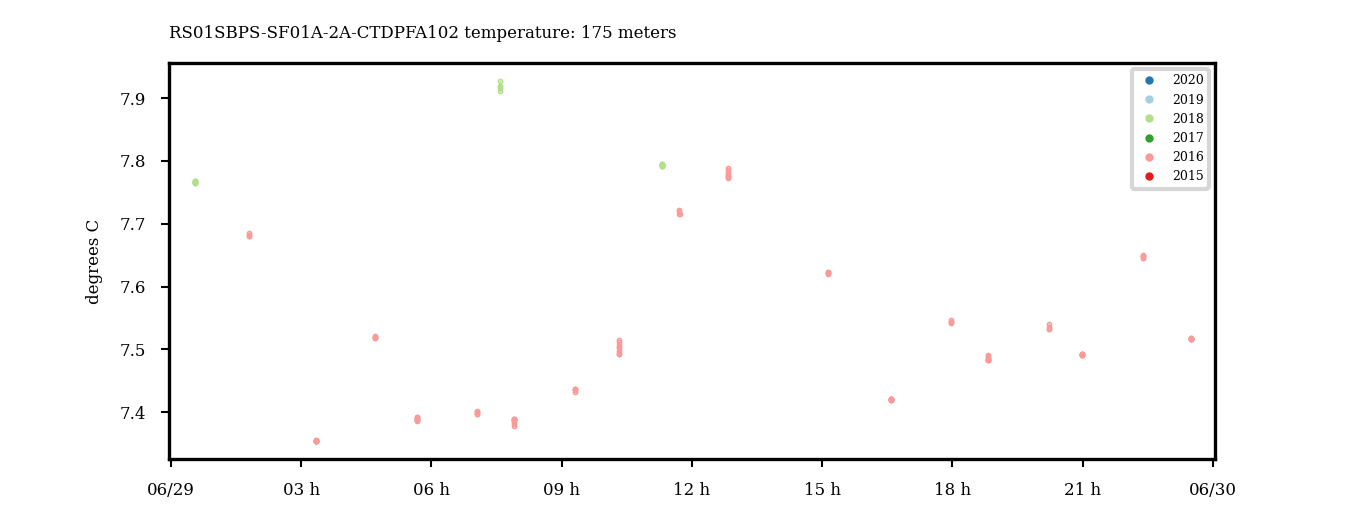 RS01SBPS-SF01A-2A-CTDPFA102 temperature: 175 meters
2020
2019
2018
2017
2016
2015
degrees C
7.9
7.8
7.7
7.6
7.5
7.4
06/29
03 h
06 h
09 h
12 h
15 h
18 h
21 h
06/30